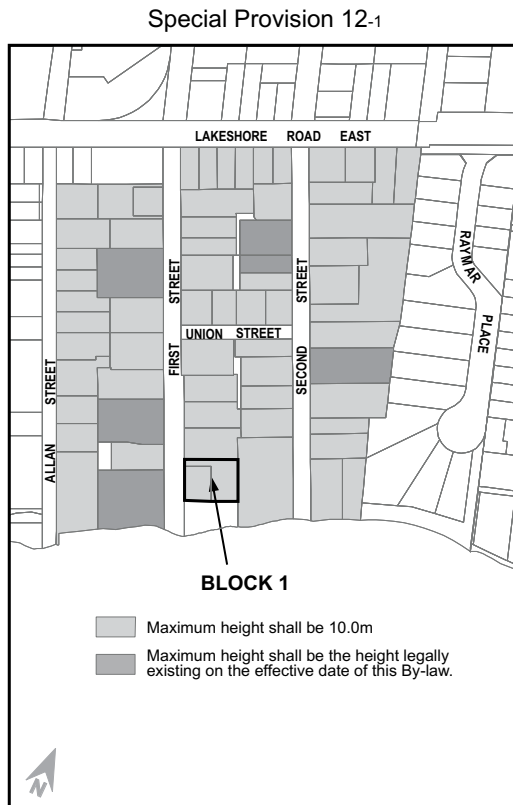 Special Provision 12-1
LAKESHORE ROAD EAST
RAYMAR PLACE
FIRST STREET
SECOND STREET
UNION STREET
ALLAN STREET
BLOCK 1
Maximum height shall be 10.0m
Maximum height shall be the height legally
existing on the effective date of this By-law.
N